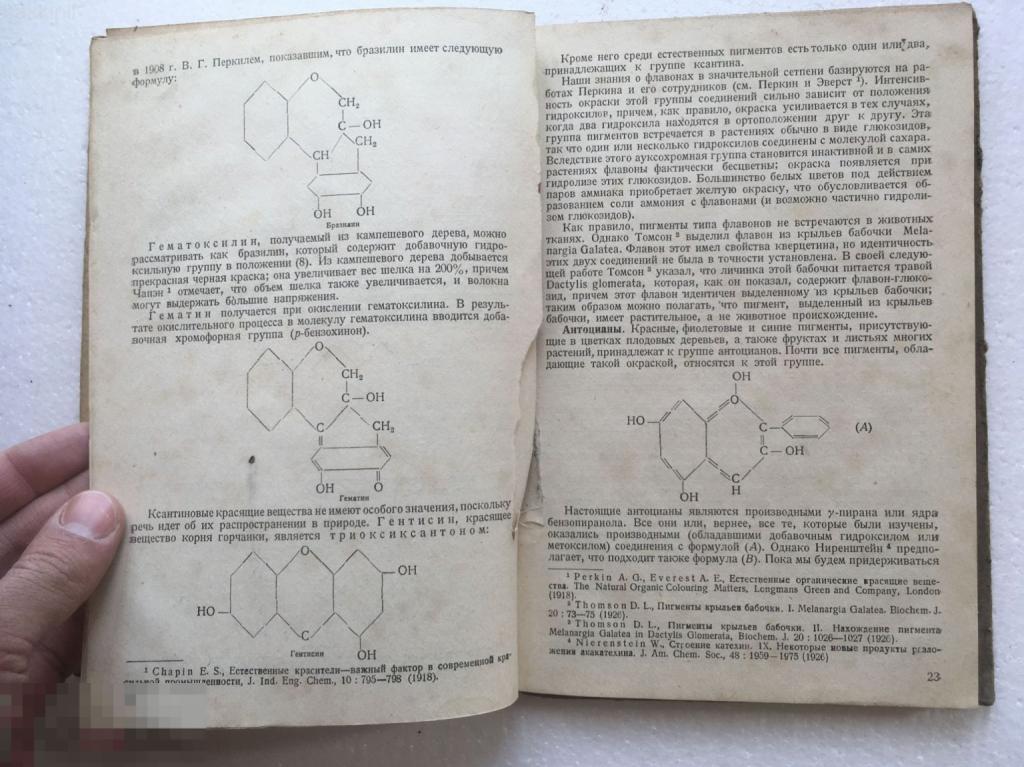 в 1908 г. В. Г. Перкилем, показавшим, что бразилин имеет следующую
формулу:
O
CH₂
C—OH
CH₂
CH
OH OH
Бразилин
Гематоксилин, получаемый из кампешевого дерева, можно
рассматривать как бразилин, который содержит добавочную гидро-
ксильную группу в положении (8). Из кампешевого дерева добывается
прекрасная черная краска; она увеличивает вес шелка на 200%, причем
Чапэн ¹ отмечает, что объем шелка также увеличивается, и волокна
могут выдержать бо́льшие напряжения.
Гематин получается при окислении гематоксилина. В резуль-
тате окислительного процесса в молекулу гематоксилина вводится доба-
вочная хромофорная группа (p-бензохинон).
O
CH₂
C—OH
C CH₂
OH O
Гематин
Ксантиновые красящие вещества не имеют особого значения, поскольку
речь идет об их распространении в природе. Гентисин, красящее
вещество корня горчанки, является триоксиксантоном:
O
OH
HO
C
OH
Гентисин
¹ Chapin E. S., Естественные красители—важный фактор в современной кра-
сильной промышленности, J. Ind. Eng. Chem., 10 : 795—798 (1918).
Кроме него среди естественных пигментов есть только один или два,
принадлежащих к группе ксантина.
Наши знания о флавонах в значительной сетпени базируются на ра-
ботах Перкина и его сотрудников (см. Перкин и Эверст ¹). Интенсив-
ность окраски этой группы соединений сильно зависит от положения
гидроксилов, причем, как правило, окраска усиливается в тех случаях,
когда два гидроксила находятся в ортоположении друг к другу. Эта
группа пигментов встречается в растениях обычно в виде глюкозидов,
так что один или несколько гидроксилов соединены с молекулой сахара.
Вследствие этого ауксохромная группа становится инактивной и в самих
растениях флавоны фактически бесцветны; окраска появляется при
гидролизе этих глюкозидов. Большинство белых цветов под действием
паров аммиака приобретает желтую окраску, что обусловливается об-
разованием соли аммония с флавонами (и возможно частично гидроли-
зом глюкозидов).
Как правило, пигменты типа флавонов не встречаются в животных
тканях. Однако Томсон ² выделил флавон из крыльев бабочки Mela-
nargia Galatea. Флавон этот имел свойства кверцетина, но идентичность
этих двух соединений не была в точности установлена. В своей следую-
щей работе Томсон ³ указал, что личинка этой бабочки питается травой
Dactylis glomerata, которая, как он показал, содержит флавон-глюко-
зид, причем этот флавон идентичен выделенному из крыльев бабочки;
таким образом можно полагать, что пигмент, выделенный из крыльев
бабочки, имеет растительное, а не животное происхождение.
Антоцианы. Красные, фиолетовые и синие пигменты, присутствую-
щие в цветках плодовых деревьев, а также фруктах и листьях многих
растений, принадлежат к группе антоцианов. Почти все пигменты, обла-
дающие такой окраской, относятся к этой группе.
OH
O
HO C (A)
C—OH
C
H
OH
Настоящие антоцианы являются производными γ-пирана или ядра
бензопиранола. Все они или, вернее, все те, которые были изучены,
оказались производными (обладавшими добавочным гидроксилом или
метоксилом) соединения с формулой (A). Однако Ниренштейн ⁴ предпо-
лагает, что подходит также формула (B). Пока мы будем придерживаться
¹ Perkin A. G., Everest A. E., Естественные органические красящие веще-
ства. The Natural Organic Colouring Matters, Longmans Green and Company, London
(1918).
² Thomson D. L., Пигменты крыльев бабочки. I. Melanargia Galatea. Biochem. J.
20 : 73—75 (1926).
³ Thomson D. L., Пигменты крыльев бабочки. II. Нахождение пигмента
Melanargia Galatea in Dactylis Glomerata, Biochem. J. 20 : 1026—1027 (1926).
⁴ Nierenstein W., Строение катехин. IX, Некоторые новые продукты разло-
жения акакатехина. J. Am. Chem. Soc., 48 : 1959—1975 (1926)
23